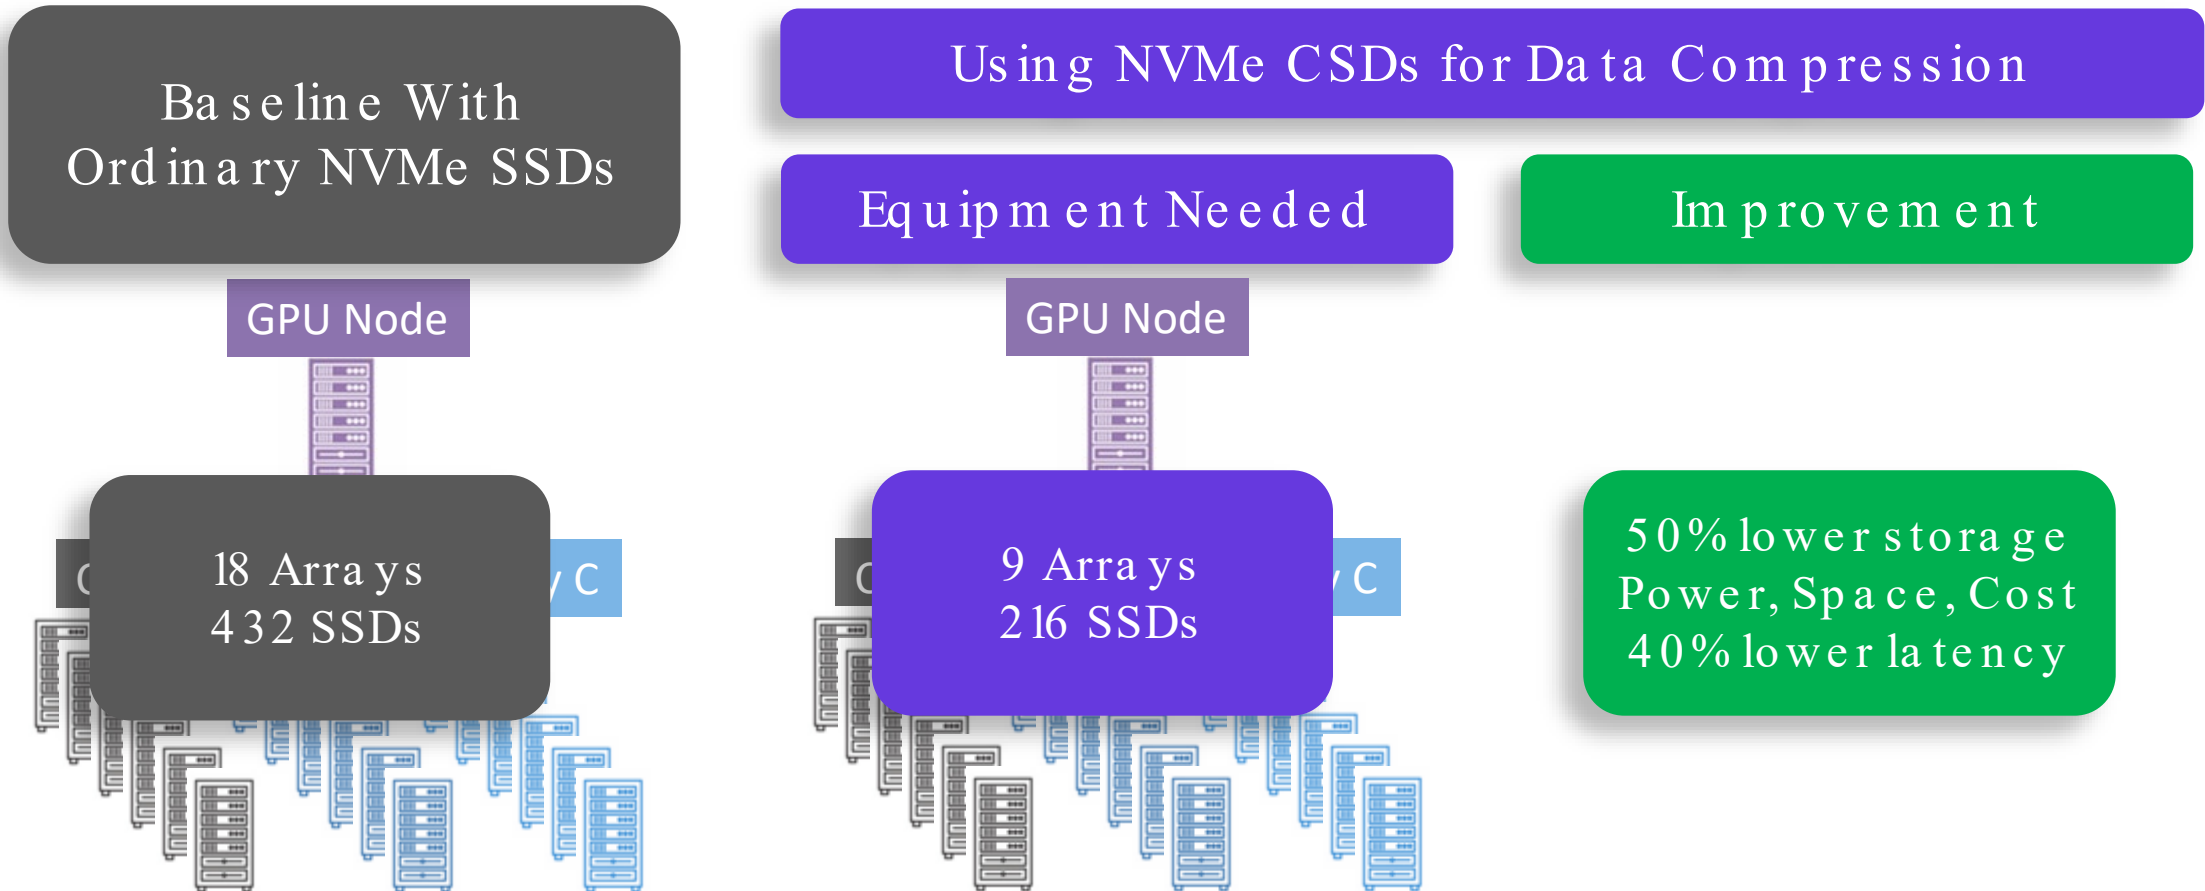 Baseline With
Ordinary NVMe SSDs
Using NVMe CSDs for Data Compression
Equipment Needed
Improvement
GPU Node
GPU Node
18 Arrays
432 SSDs
C
9 Arrays
216 SSDs
C
50% lower storage
Power, Space, Cost
40% lower latency